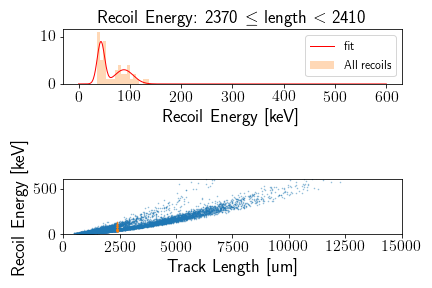 Recoil Energy: 2370 ≤ length < 2410
10
0
fit
All recoils
0 100 200 300 400 500 600
Recoil Energy [keV]
Recoil Energy [keV]
500
0
0 2500 5000 7500 10000 12500 15000
Track Length [um]